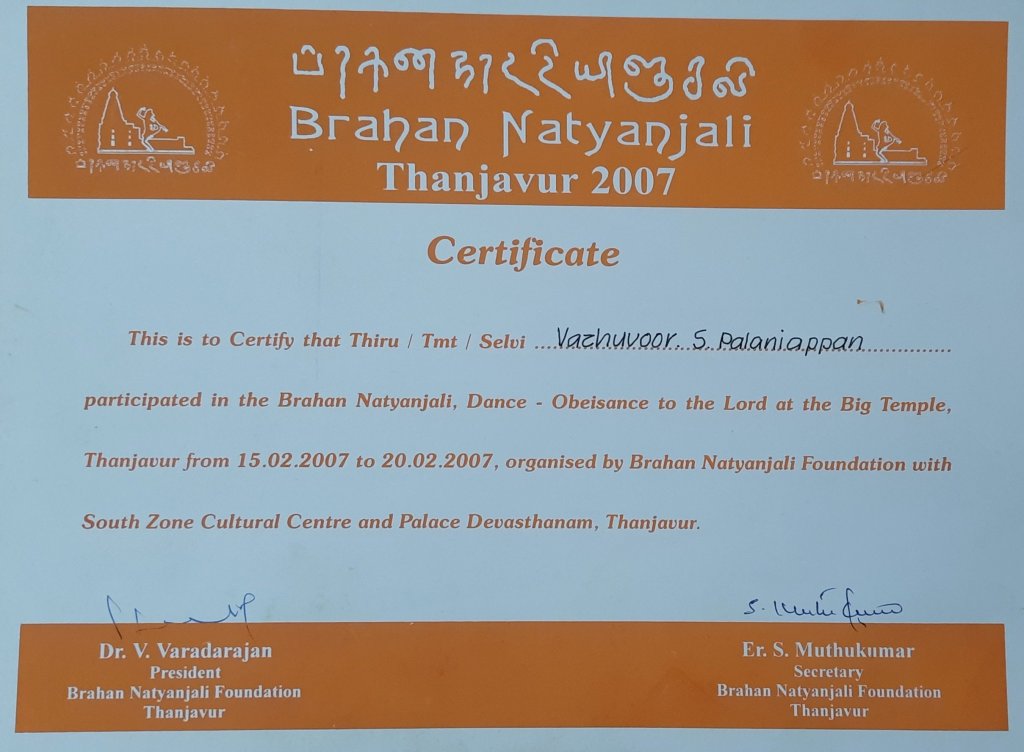 Brahan Natyanjali
Thanjavur 2007
Certificate
This is to Certify that Thiru / Tmt / Selvi ....Vazhuvoor. S. Palaniappan................
participated in the Brahan Natyanjali, Dance - Obeisance to the Lord at the Big Temple,
Thanjavur from 15.02.2007 to 20.02.2007, organised by Brahan Natyanjali Foundation with
South Zone Cultural Centre and Palace Devasthanam, Thanjavur.
Dr. V. Varadarajan
President
Brahan Natyanjali Foundation
Thanjavur
S. Muthukumar
Er. S. Muthukumar
Secretary
Brahan Natyanjali Foundation
Thanjavur